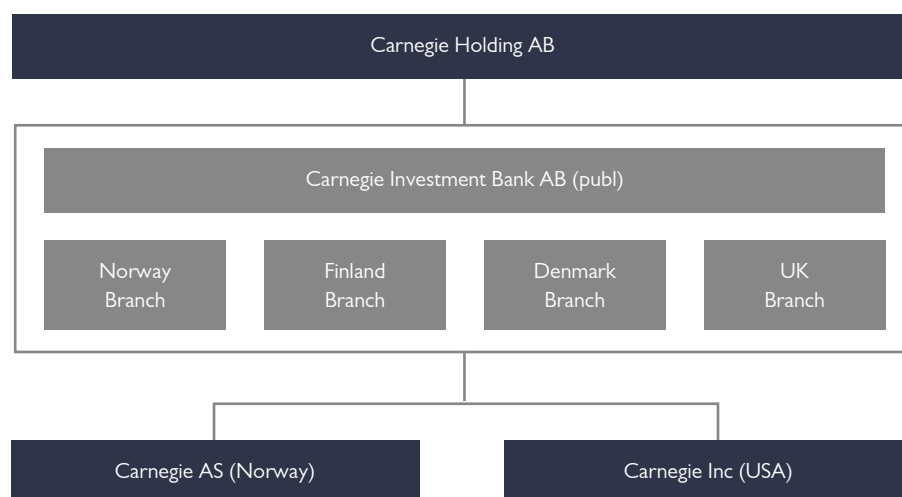 Carnegie Holding AB
Carnegie Investment Bank AB (publ)
Norway
Branch
Finland
Branch
Denmark
Branch
UK
Branch
Carnegie AS (Norway)
Carnegie Inc (USA)